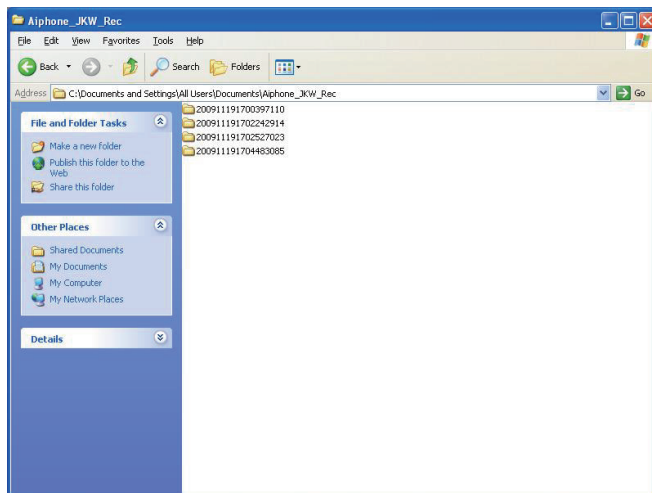 Aiphone_JKW_Rec
File Edit View Favorites Tools Help
Back Search Folders
Address C:\Documents and Settings\All Users\Documents\Aiphone_JKW_Rec Go
File and Folder Tasks
Make a new folder
Publish this folder to the
Web
Share this folder
Other Places
Shared Documents
My Documents
My Computer
My Network Places
Details
200911191700397110
200911191702242914
200911191702527023
200911191704483085